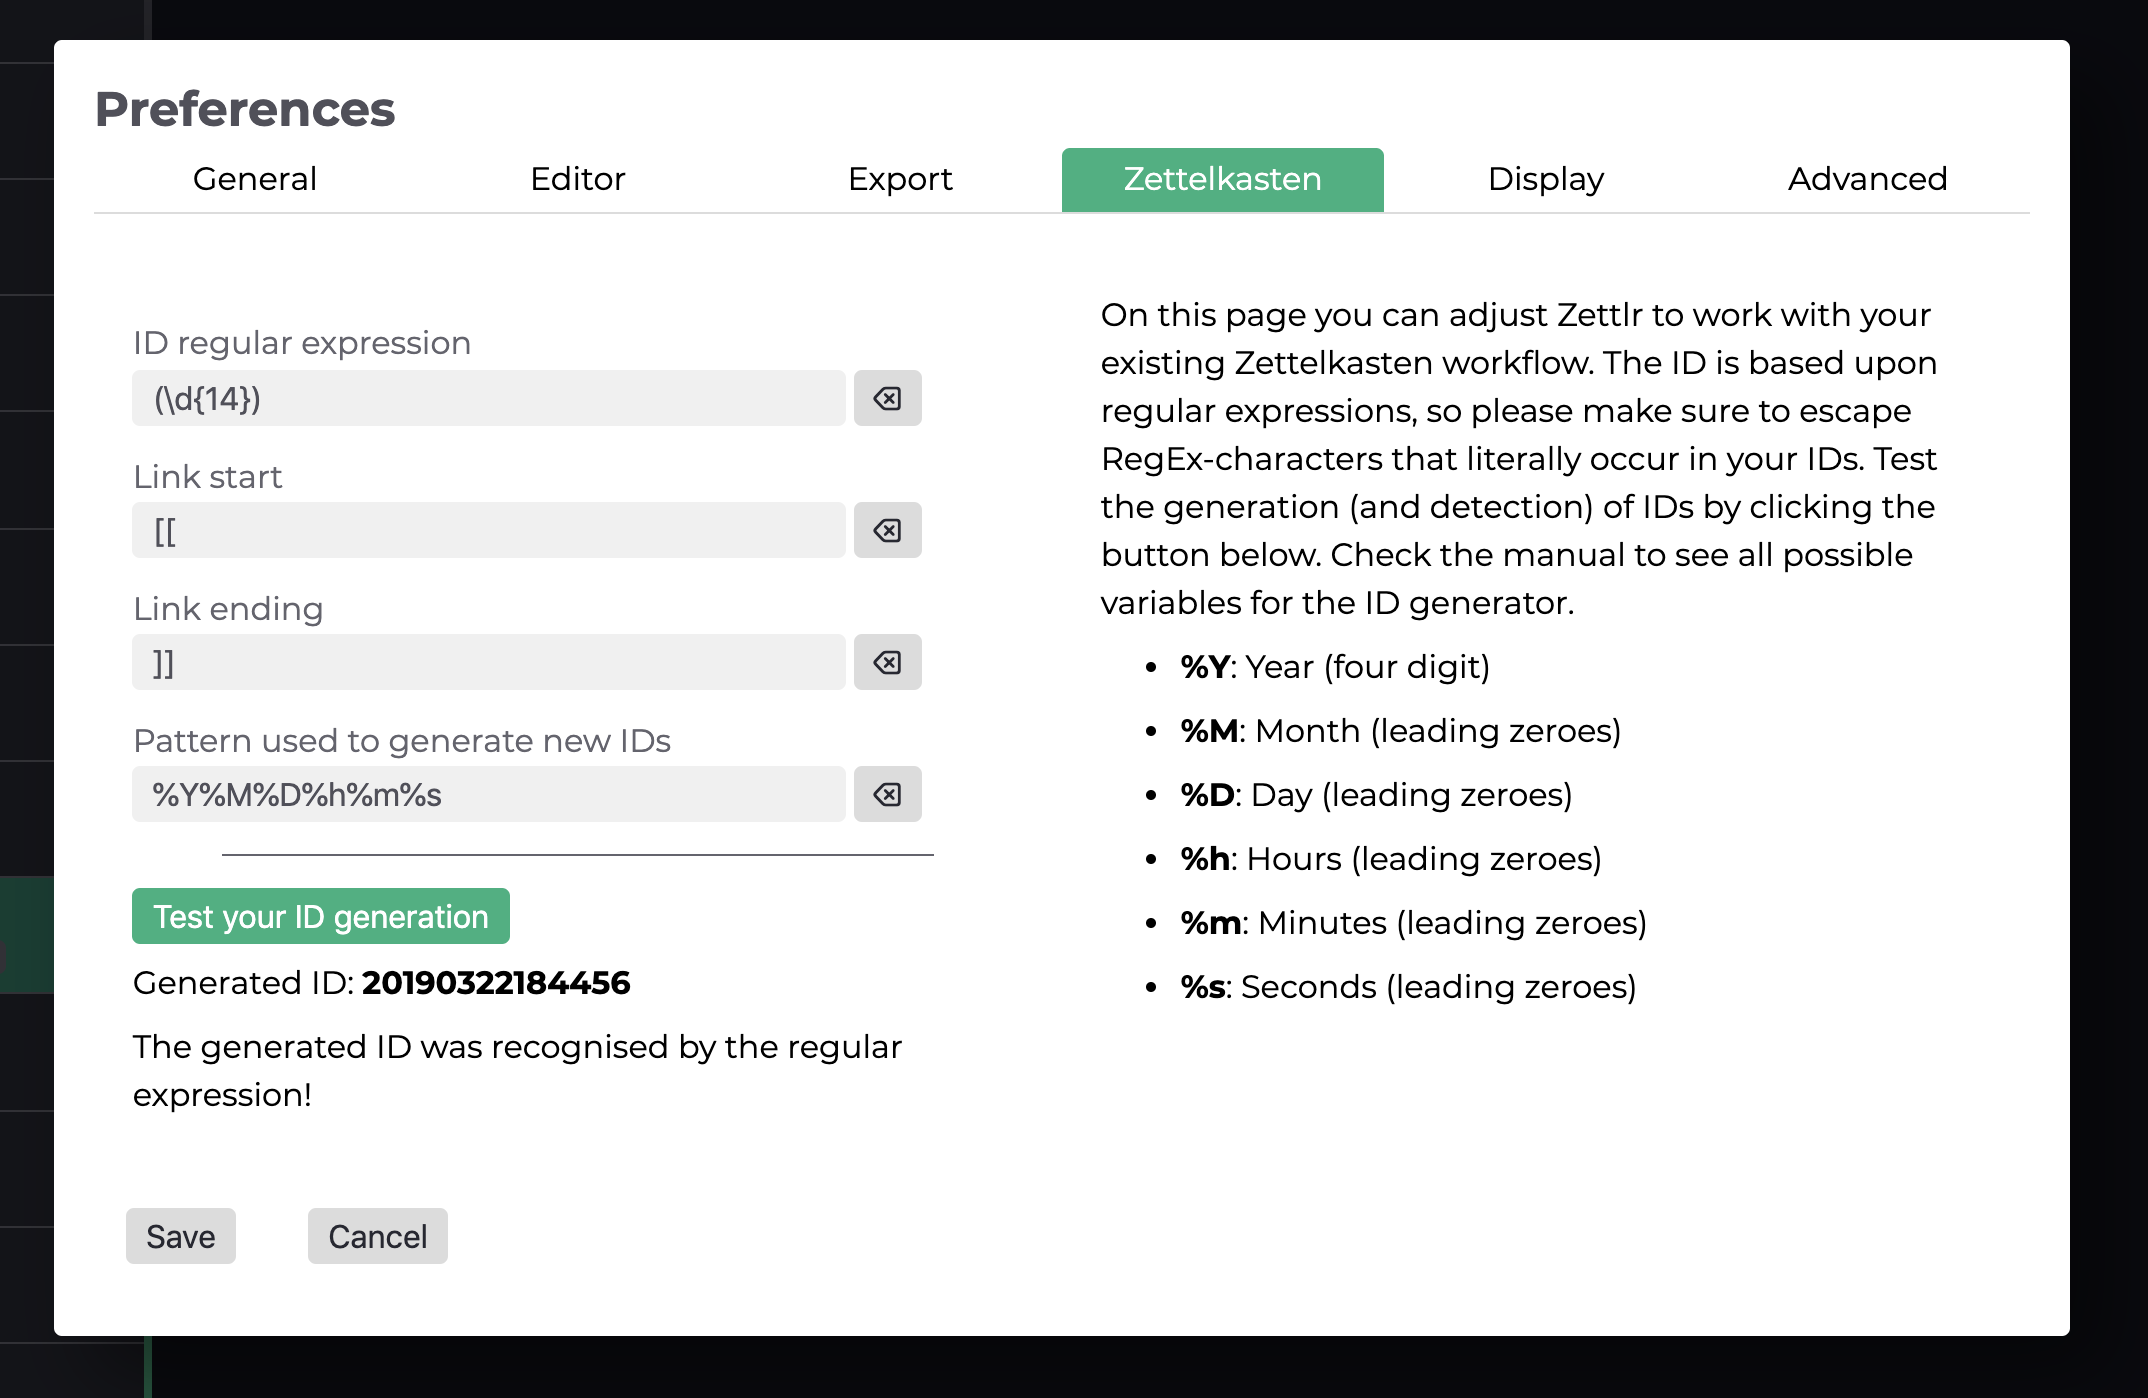 Preferences
General
Editor
Export
Zettelkasten
Display
Advanced
ID regular expression
(\d{14})
Link start
[[
Link ending
]]
Pattern used to generate new IDs
%Y%M%D%h%m%s
Test your ID generation
Generated ID: 20190322184456
The generated ID was recognised by the regular
expression!
On this page you can adjust Zettlr to work with your
existing Zettelkasten workflow. The ID is based upon
regular expressions, so please make sure to escape
RegEx-characters that literally occur in your IDs. Test
the generation (and detection) of IDs by clicking the
button below. Check the manual to see all possible
variables for the ID generator.
• %Y: Year (four digit)
• %M: Month (leading zeroes)
• %D: Day (leading zeroes)
• %h: Hours (leading zeroes)
• %m: Minutes (leading zeroes)
• %s: Seconds (leading zeroes)
Save
Cancel